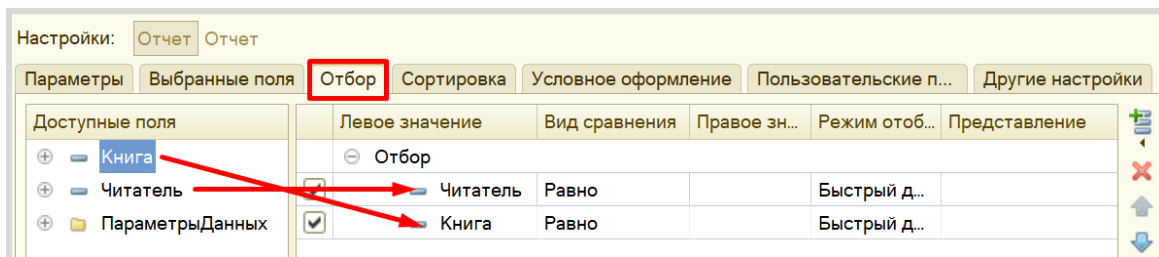 Настройки: Отчет Отчет
Параметры Выбранные поля Отбор Сортировка Условное оформление Пользовательские п... Другие настройки
Доступные поля Левое значение Вид сравнения Правое зн... Режим отоб... Представление
Книга Отбор
Читатель Читатель Равно Быстрый д...
ПараметрыДанных Книга Равно Быстрый д...